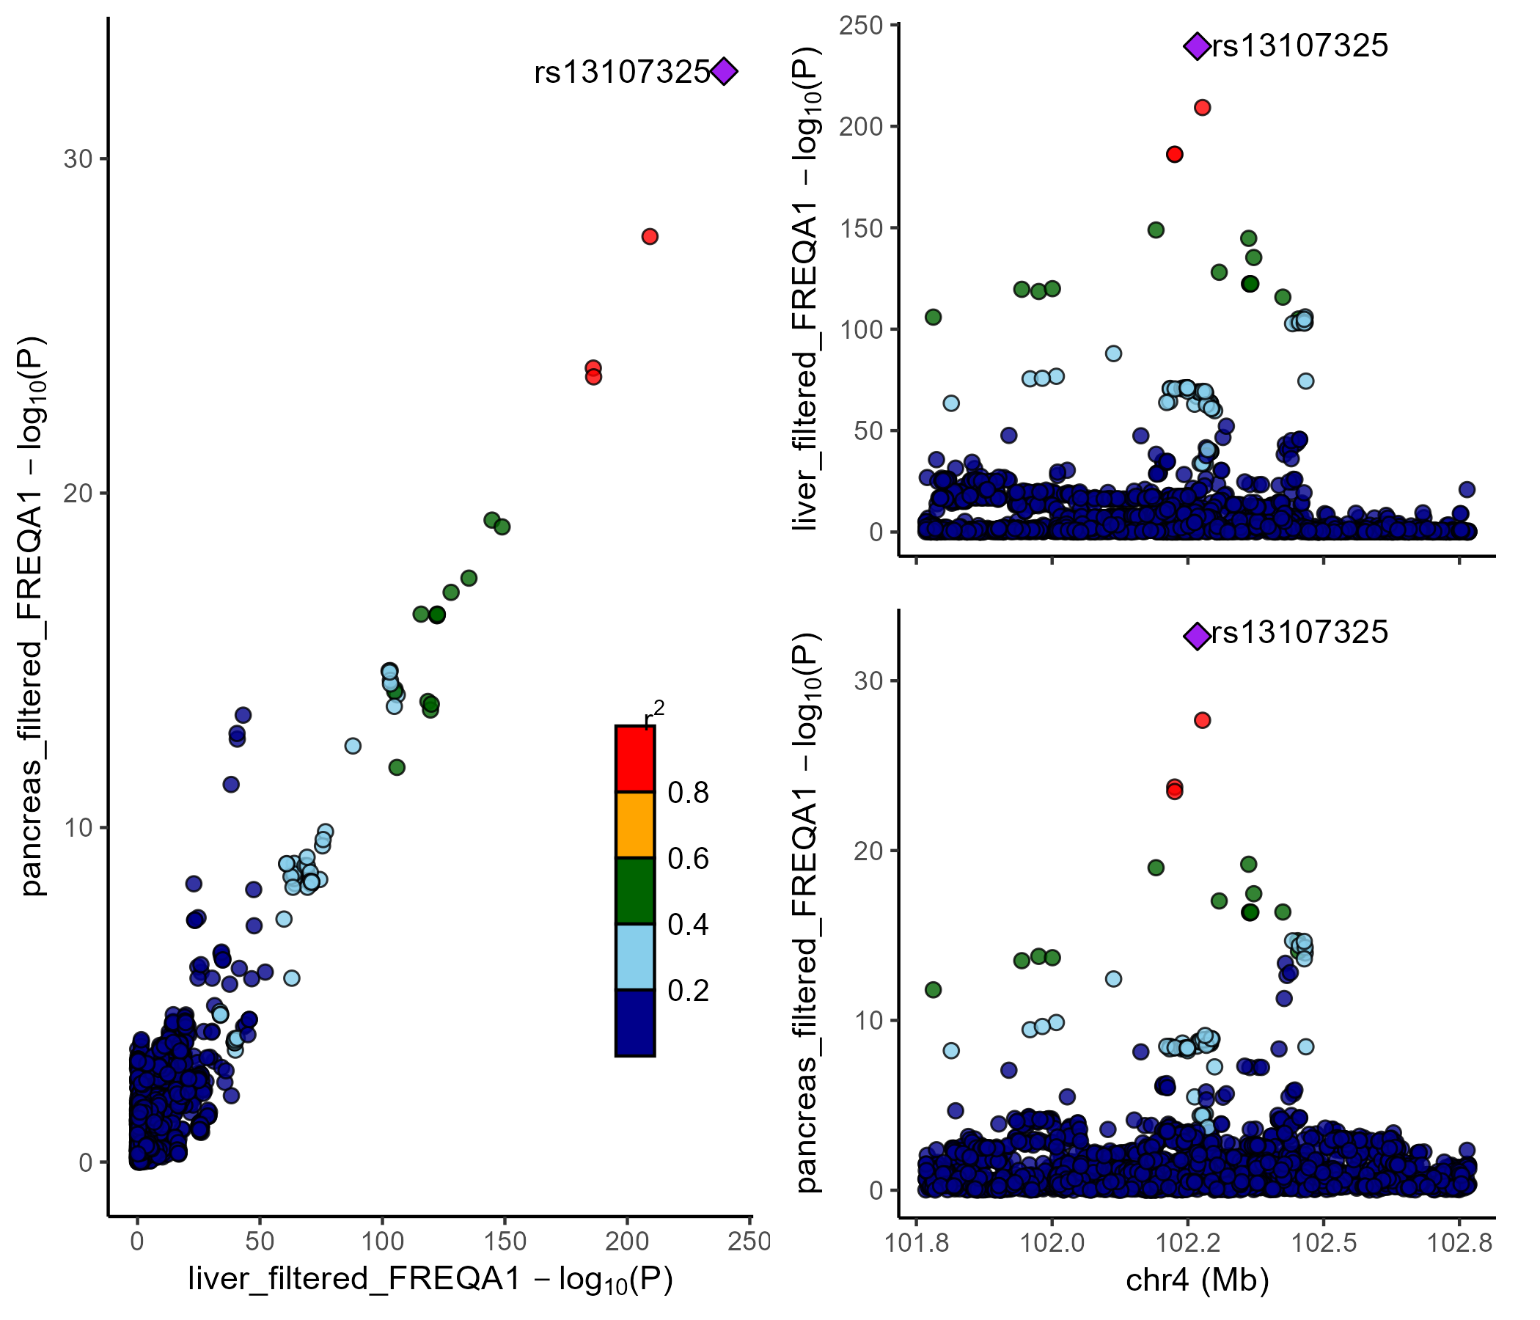 rs13107325
30
20
10
0
pancreas_filtered_FREQA1 − log10(P)
0 50 100 150 200 250
liver_filtered_FREQA1 − log10(P)
r2
0.8
0.6
0.4
0.2
rs13107325
250
200
150
100
50
0
liver_filtered_FREQA1 − log10(P)
rs13107325
30
20
10
0
pancreas_filtered_FREQA1 − log10(P)
101.8 102.0 102.2 102.5 102.8
chr4 (Mb)